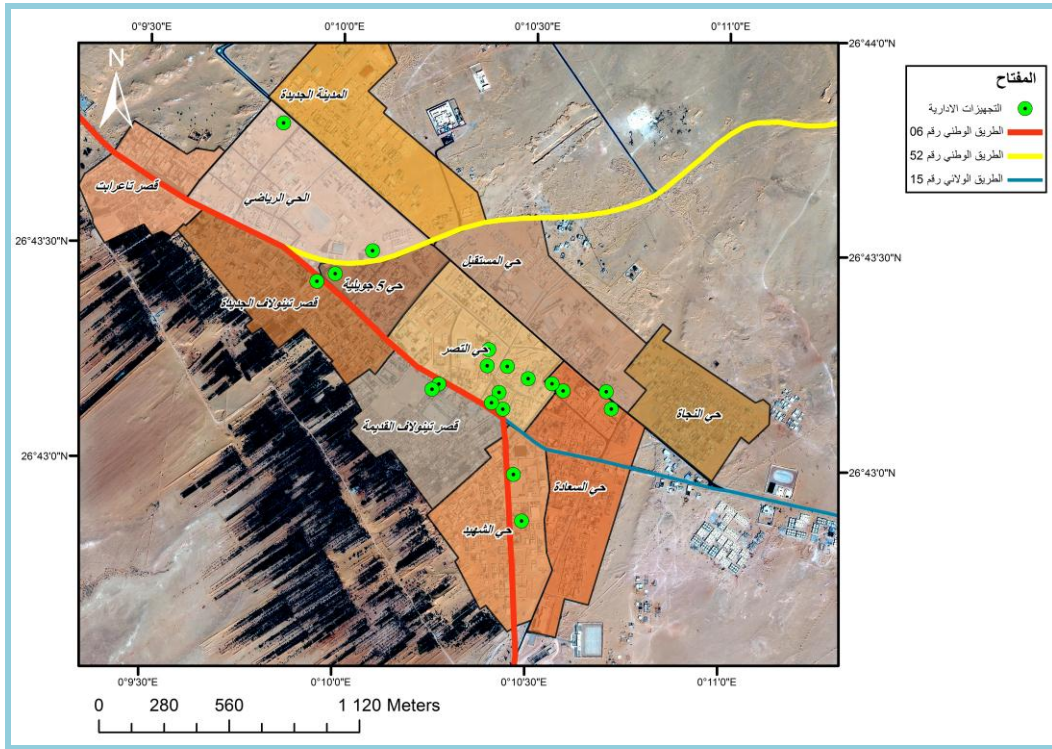 0°9'30"E 0°10'0"E 0°10'30"E 0°11'0"E
26°44'0"N
26°43'30"N
26°43'30"N
26°43'0"N
26°43'0"N
N
المفتاح
التجهيزات الادارية
الطريق الوطني رقم 06
الطريق الوطني رقم 52
الطريق الولائي رقم 15
المدينة الجديدة
قصر تاعرابت
الحي الرياضي
حي المستقبل
حي 5 جويلية
قصر تينولاف الجديدة
حي النصر
حي النجاة
قصر تينولاف القديمة
حي السعادة
حي الشهيد
0°9'30"E 0°10'0"E 0°10'30"E 0°11'0"E
0 280 560 1 120 Meters